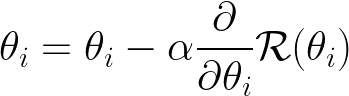 θ_i = θ_i − α ∂/∂θ_i ℛ(θ_i)